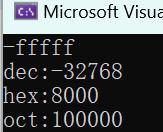 Microsoft Visua
-fffff
dec:-32768
hex:8000
oct:100000